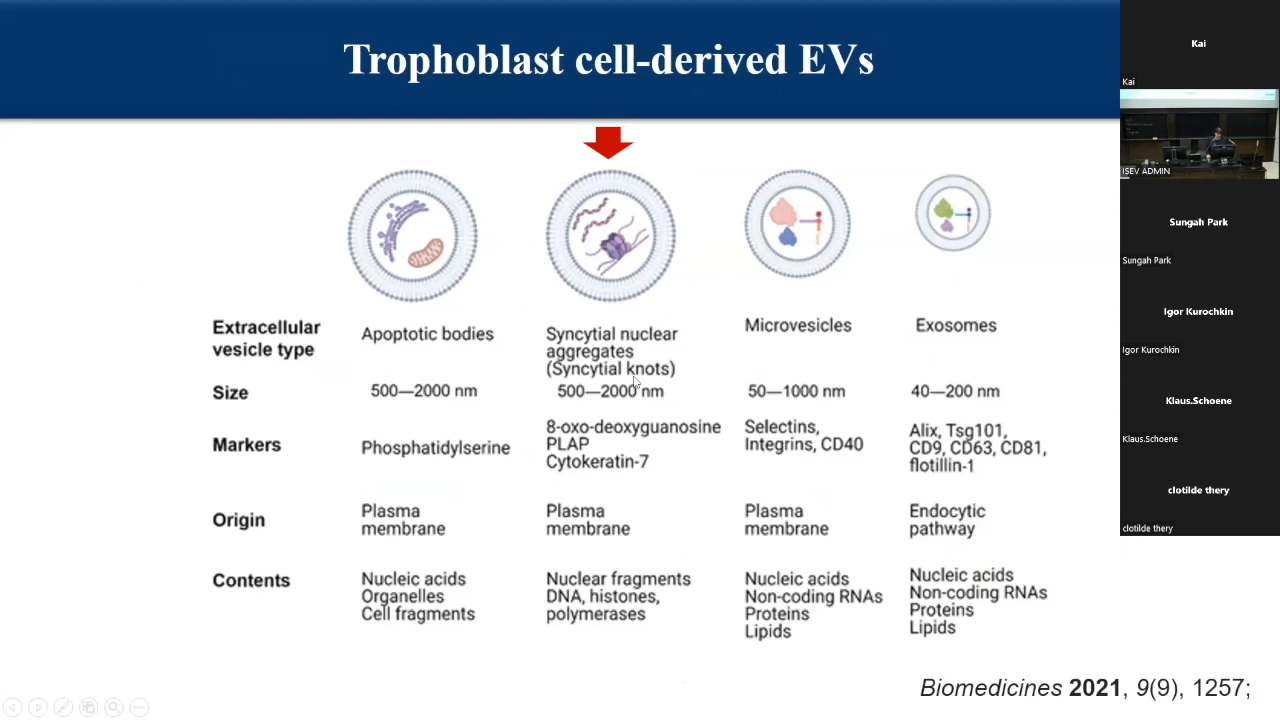 Trophoblast cell-derived EVs
Extracellular
vesicle type
Apoptotic bodies
Syncytial nuclear
aggregates
(Syncytial knots)
Microvesicles
Exosomes
Size
500—2000 nm
500—2000 nm
50—1000 nm
40—200 nm
Markers
Phosphatidylserine
8-oxo-deoxyguanosine
PLAP
Cytokeratin-7
Selectins,
Integrins, CD40
Alix, Tsg101,
CD9, CD63, CD81,
flotillin-1
Origin
Plasma
membrane
Plasma
membrane
Plasma
membrane
Endocytic
pathway
Contents
Nucleic acids
Organelles
Cell fragments
Nuclear fragments
DNA, histones,
polymerases
Nucleic acids
Non-coding RNAs
Proteins
Lipids
Nucleic acids
Non-coding RNAs
Proteins
Lipids
Biomedicines 2021, 9(9), 1257;
Kai
Kai
ISEV ADMIN
Sungah Park
Sungah Park
Igor Kurochkin
Igor Kurochkin
Klaus.Schoene
Klaus.Schoene
clotilde thery
clotilde thery